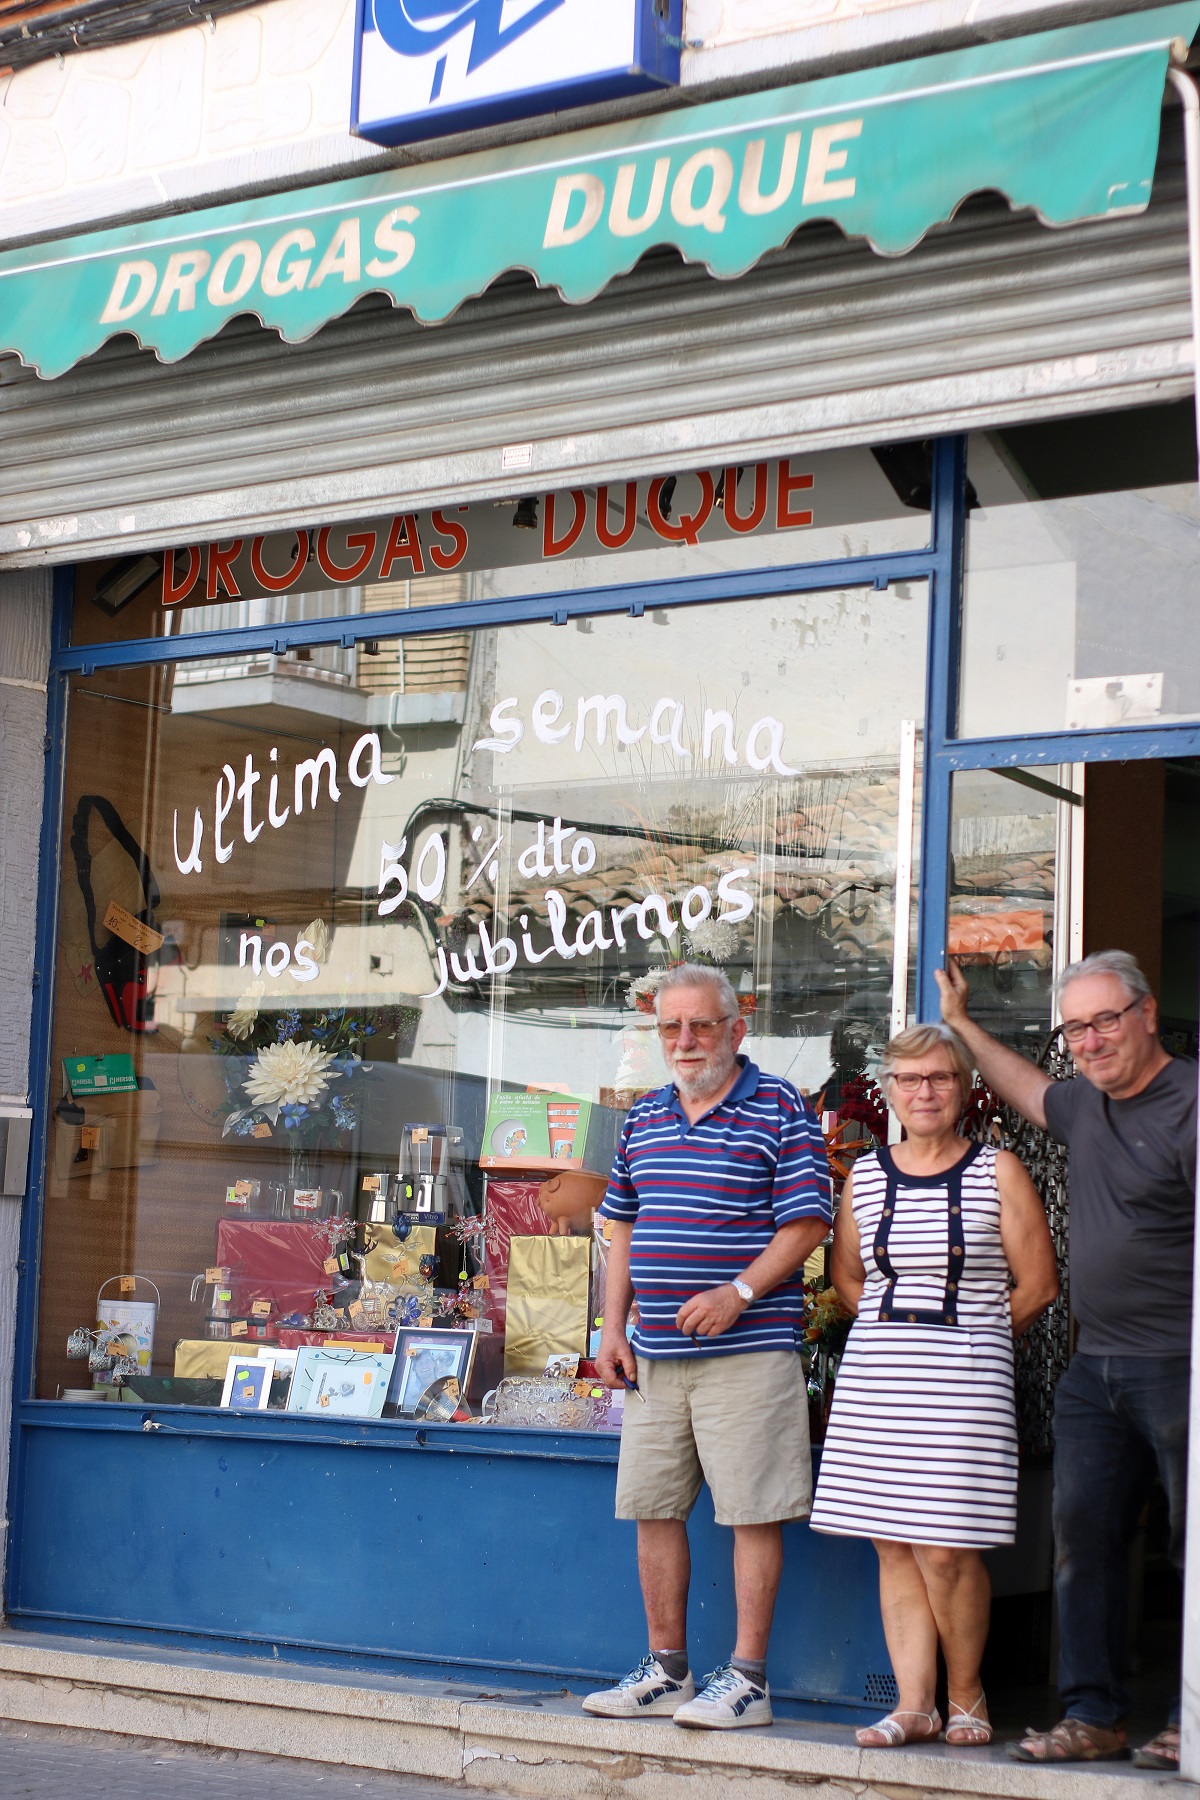 DROGAS DUQUE
DROGAS DUQUE
ultima semana
50 % dto
nos jubilamos